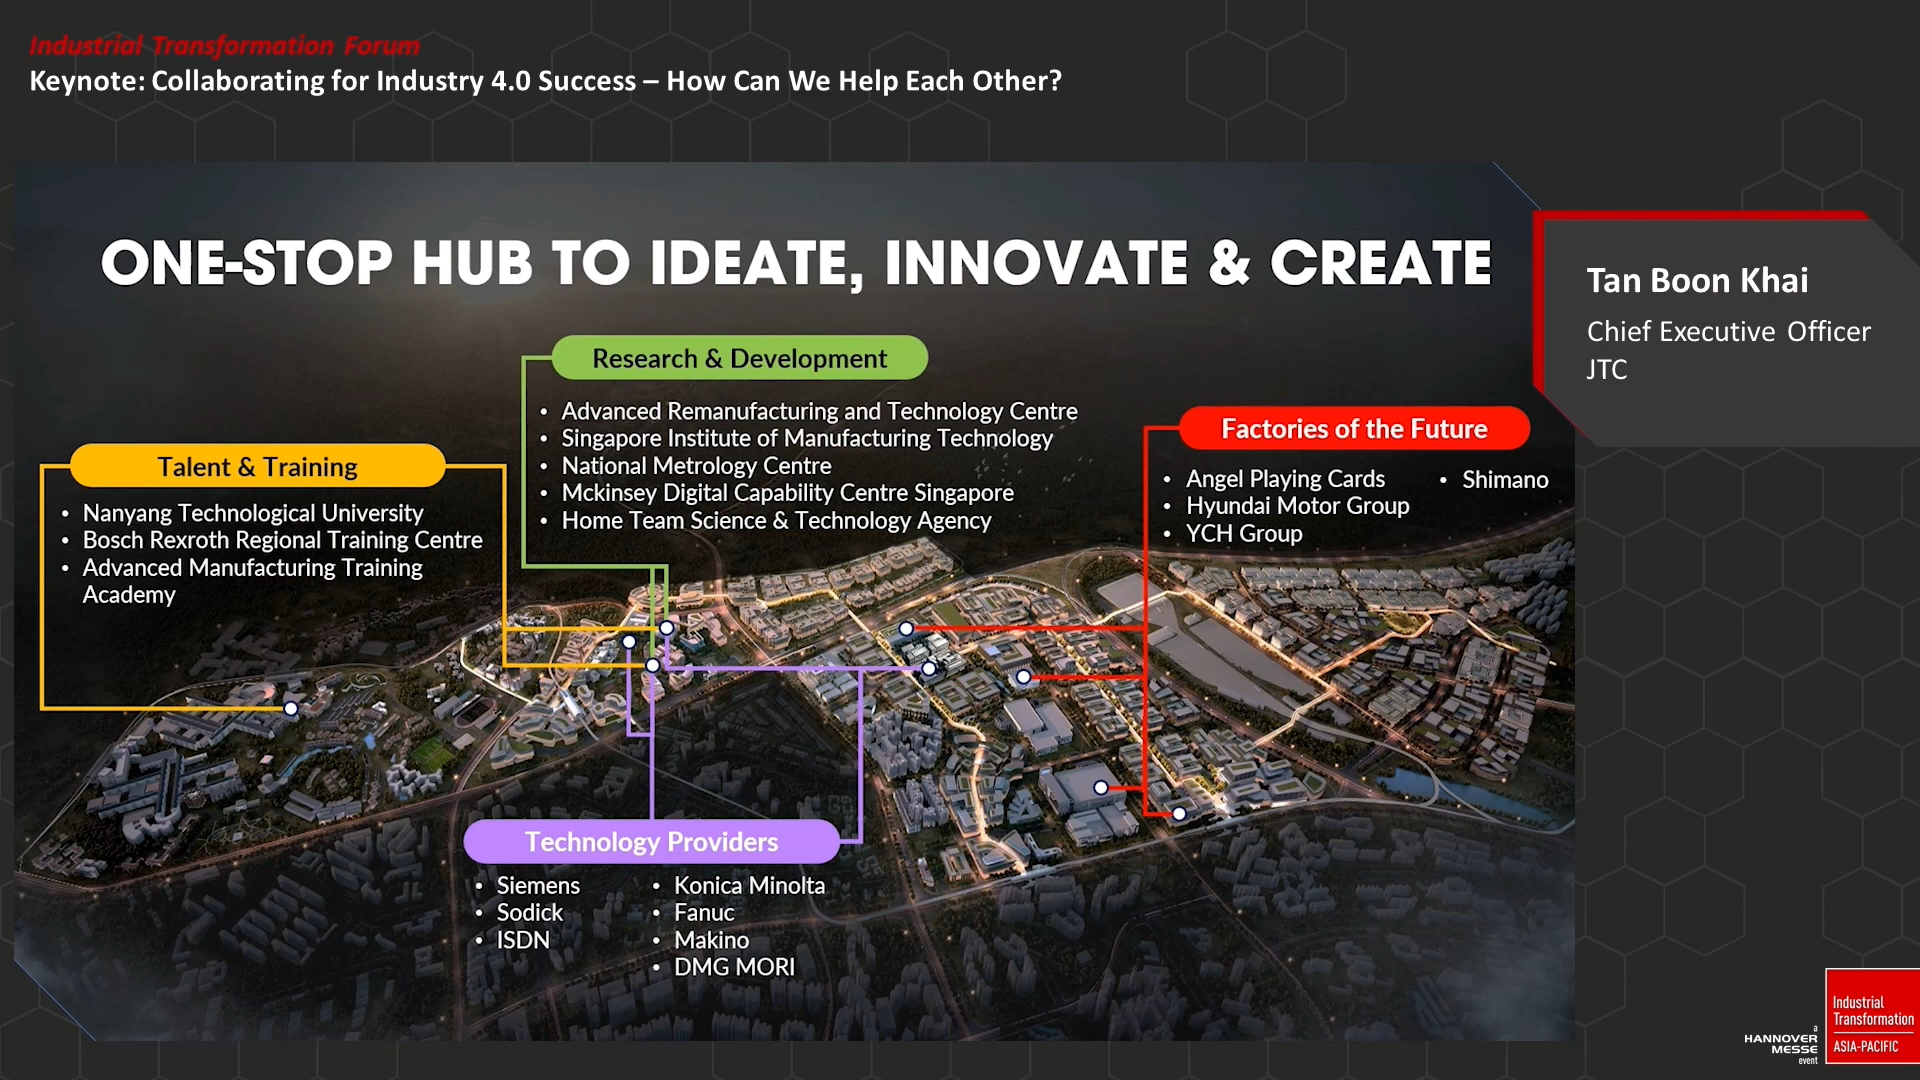 Industrial Transformation Forum
Keynote: Collaborating for Industry 4.0 Success – How Can We Help Each Other?
ONE-STOP HUB TO IDEATE, INNOVATE & CREATE
Tan Boon Khai
Chief Executive Officer
JTC
Research & Development
• Advanced Remanufacturing and Technology Centre
• Singapore Institute of Manufacturing Technology
• National Metrology Centre
• Mckinsey Digital Capability Centre Singapore
• Home Team Science & Technology Agency
Factories of the Future
• Angel Playing Cards
• Hyundai Motor Group
• YCH Group
• Shimano
Talent & Training
• Nanyang Technological University
• Bosch Rexroth Regional Training Centre
• Advanced Manufacturing Training
Academy
Technology Providers
• Siemens
• Sodick
• ISDN
• Konica Minolta
• Fanuc
• Makino
• DMG MORI
a
HANNOVER
MESSE
event
Industrial
Transformation
ASIA-PACIFIC